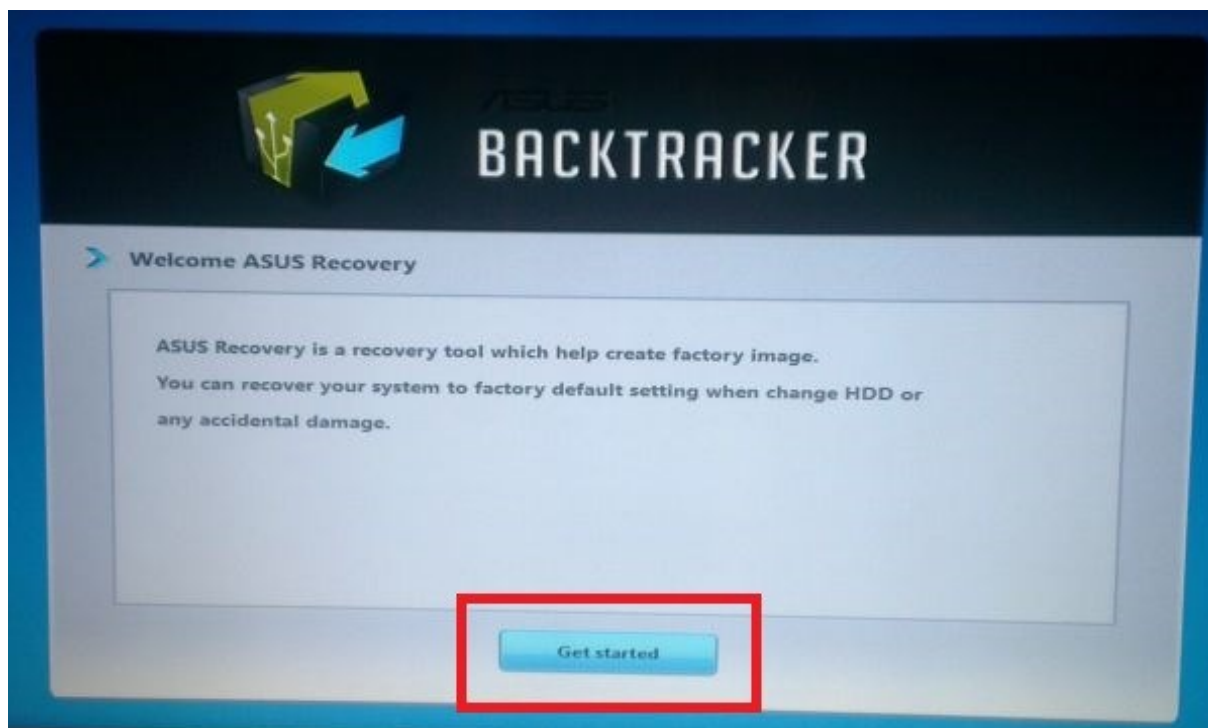 ASUS
BACKTRACKER
Welcome ASUS Recovery
ASUS Recovery is a recovery tool which help create factory image.
You can recover your system to factory default setting when change HDD or
any accidental damage.
Get started